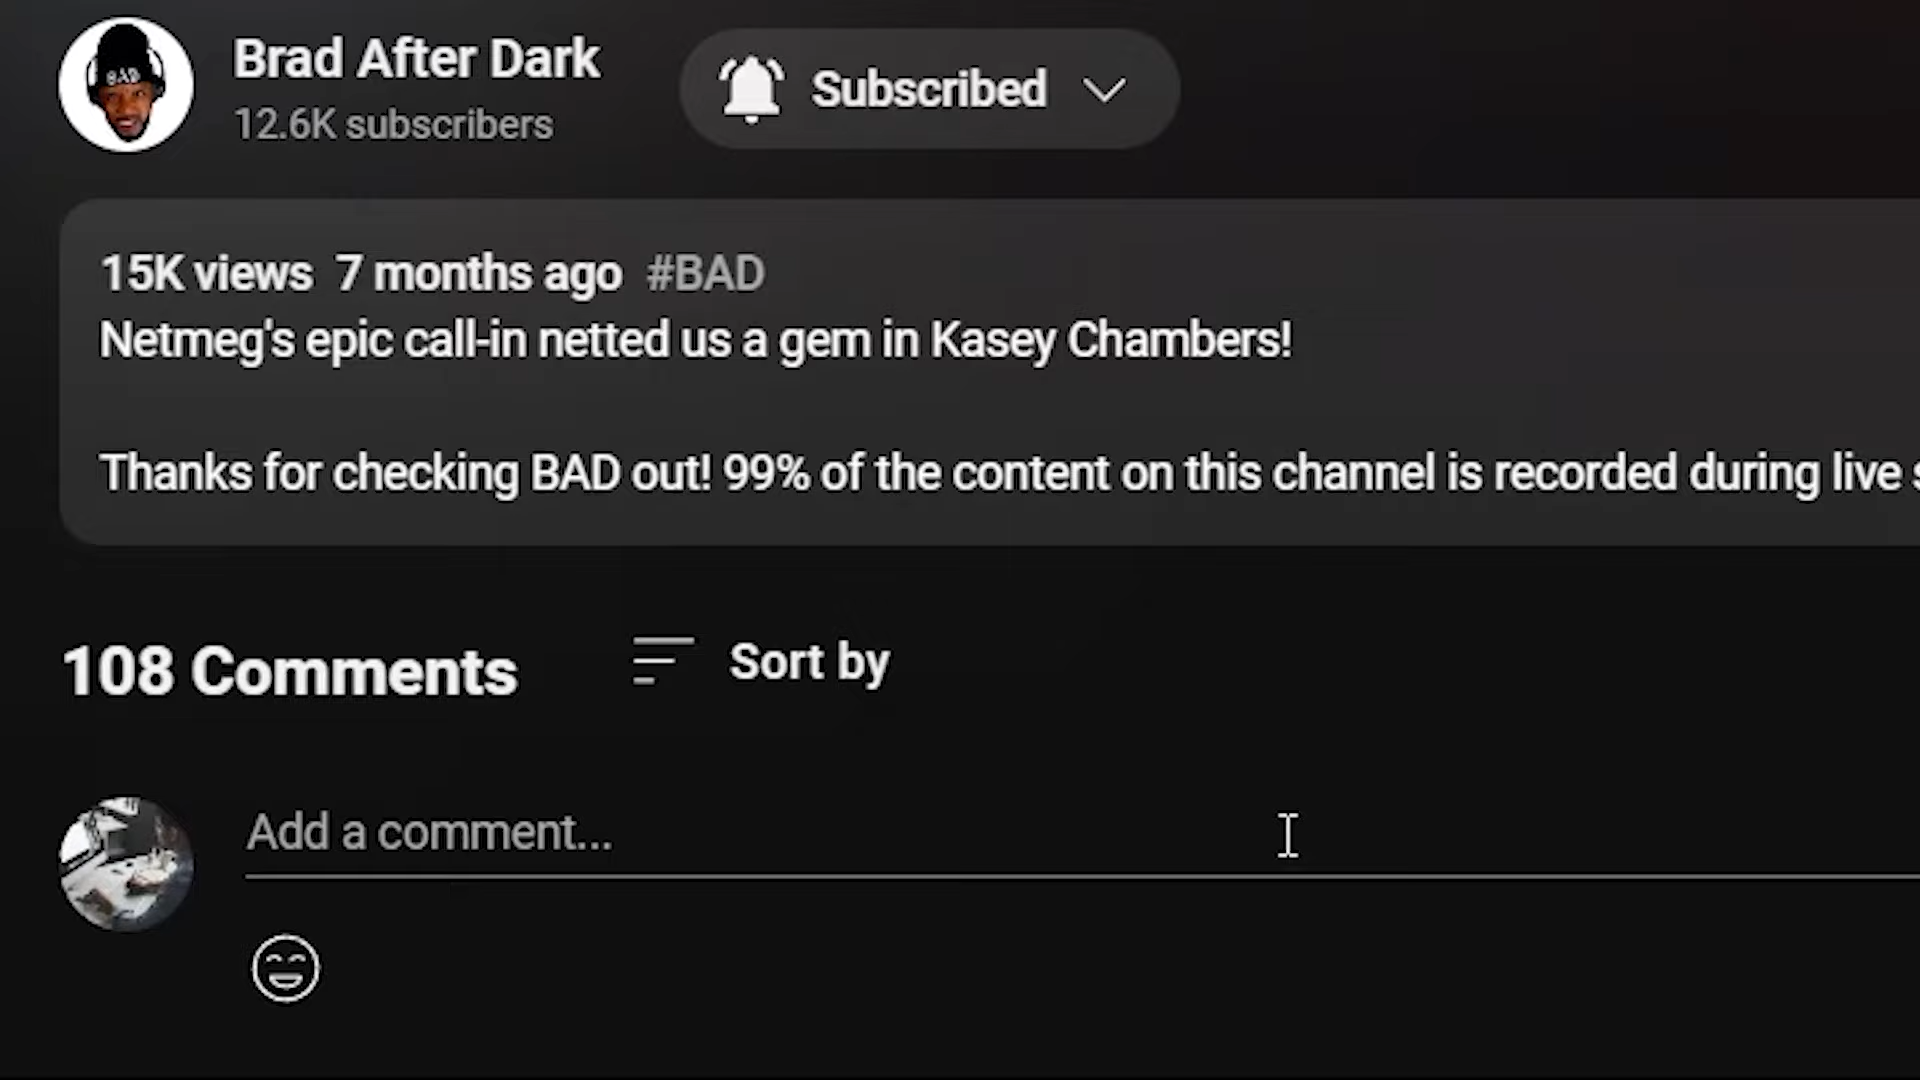 BAD
Brad After Dark
12.6K subscribers
Subscribed
15K views 7 months ago #BAD
Netmeg's epic call-in netted us a gem in Kasey Chambers!
Thanks for checking BAD out! 99% of the content on this channel is recorded during live s
108 Comments
Sort by
Add a comment...